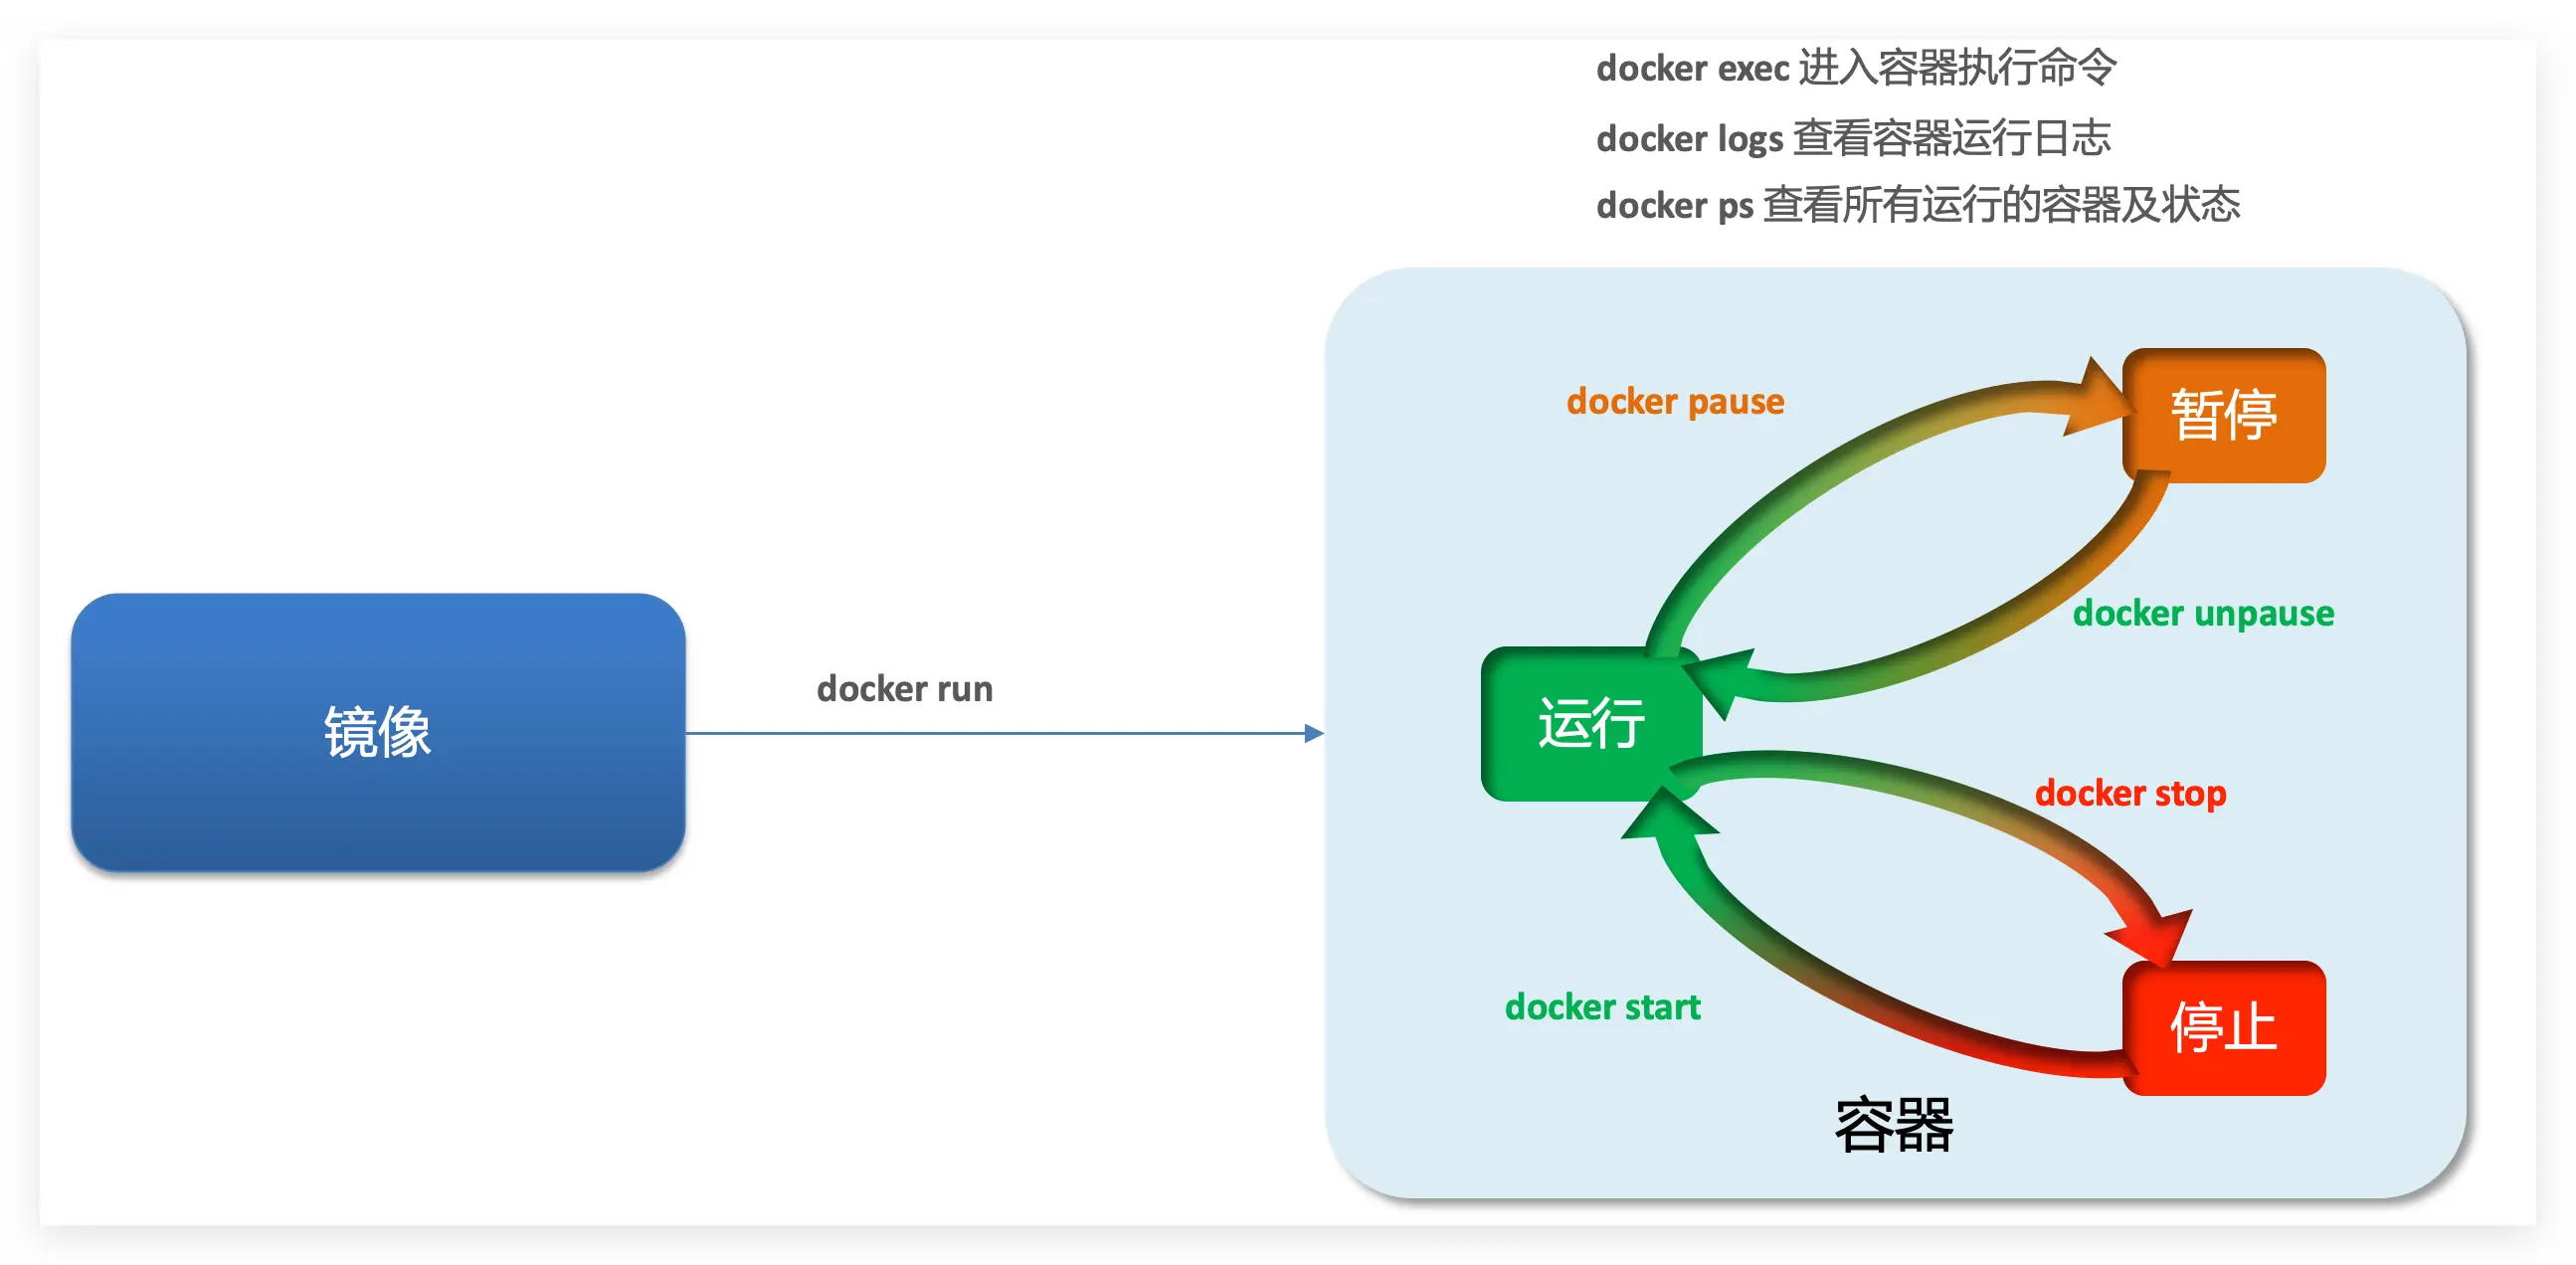 docker exec 进入容器执行命令
docker logs 查看容器运行日志
docker ps 查看所有运行的容器及状态
docker pause
暂停
docker unpause
镜像
docker run
运行
docker stop
docker start
停止
容器